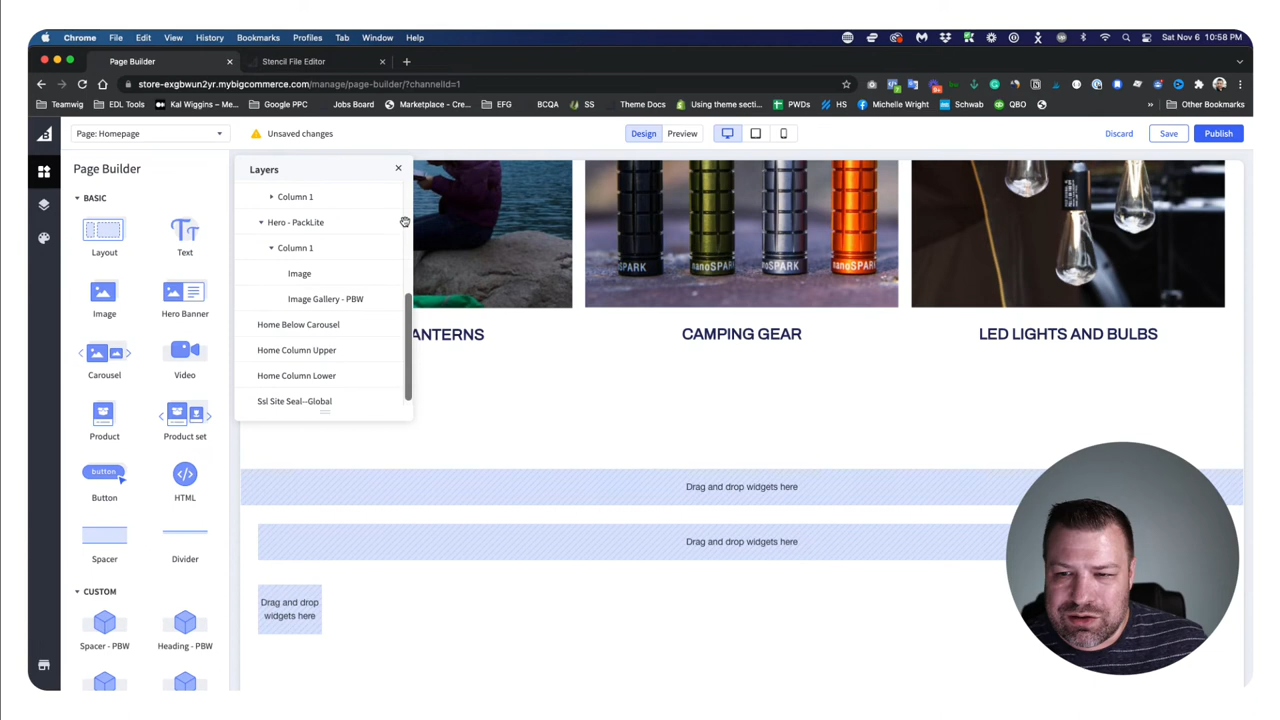 Chrome File Edit View History Bookmarks Profiles Tab Window Help
Sat Nov 6 10:58 PM
Page Builder
Stencil File Editor
store-exgbwun2yr.mybigcommerce.com/manage/page-builder/?channelId=1
Teamwig
EDL Tools
Kal Wiggins – Me...
Google PPC
Jobs Board
Marketplace - Cre...
EFG
BCQA
SS
Theme Docs
Using theme secti...
PWDs
HS
Michelle Wright
Schwab
QBO
Other Bookmarks
Page: Homepage
Unsaved changes
Design
Preview
Discard
Save
Publish
Page Builder
BASIC
Layout
Text
Image
Hero Banner
Carousel
Video
Product
Product set
button
Button
HTML
Spacer
Divider
CUSTOM
Spacer - PBW
Heading - PBW
Layers
Column 1
Hero - PackLite
Column 1
Image
Image Gallery - PBW
Home Below Carousel
Home Column Upper
Home Column Lower
Ssl Site Seal--Global
SPARK
nanoSPARK
nanoSPARK
nanoSPARK
ANTERNS
CAMPING GEAR
LED LIGHTS AND BULBS
Drag and drop widgets here
Drag and drop widgets here
Drag and drop
widgets here